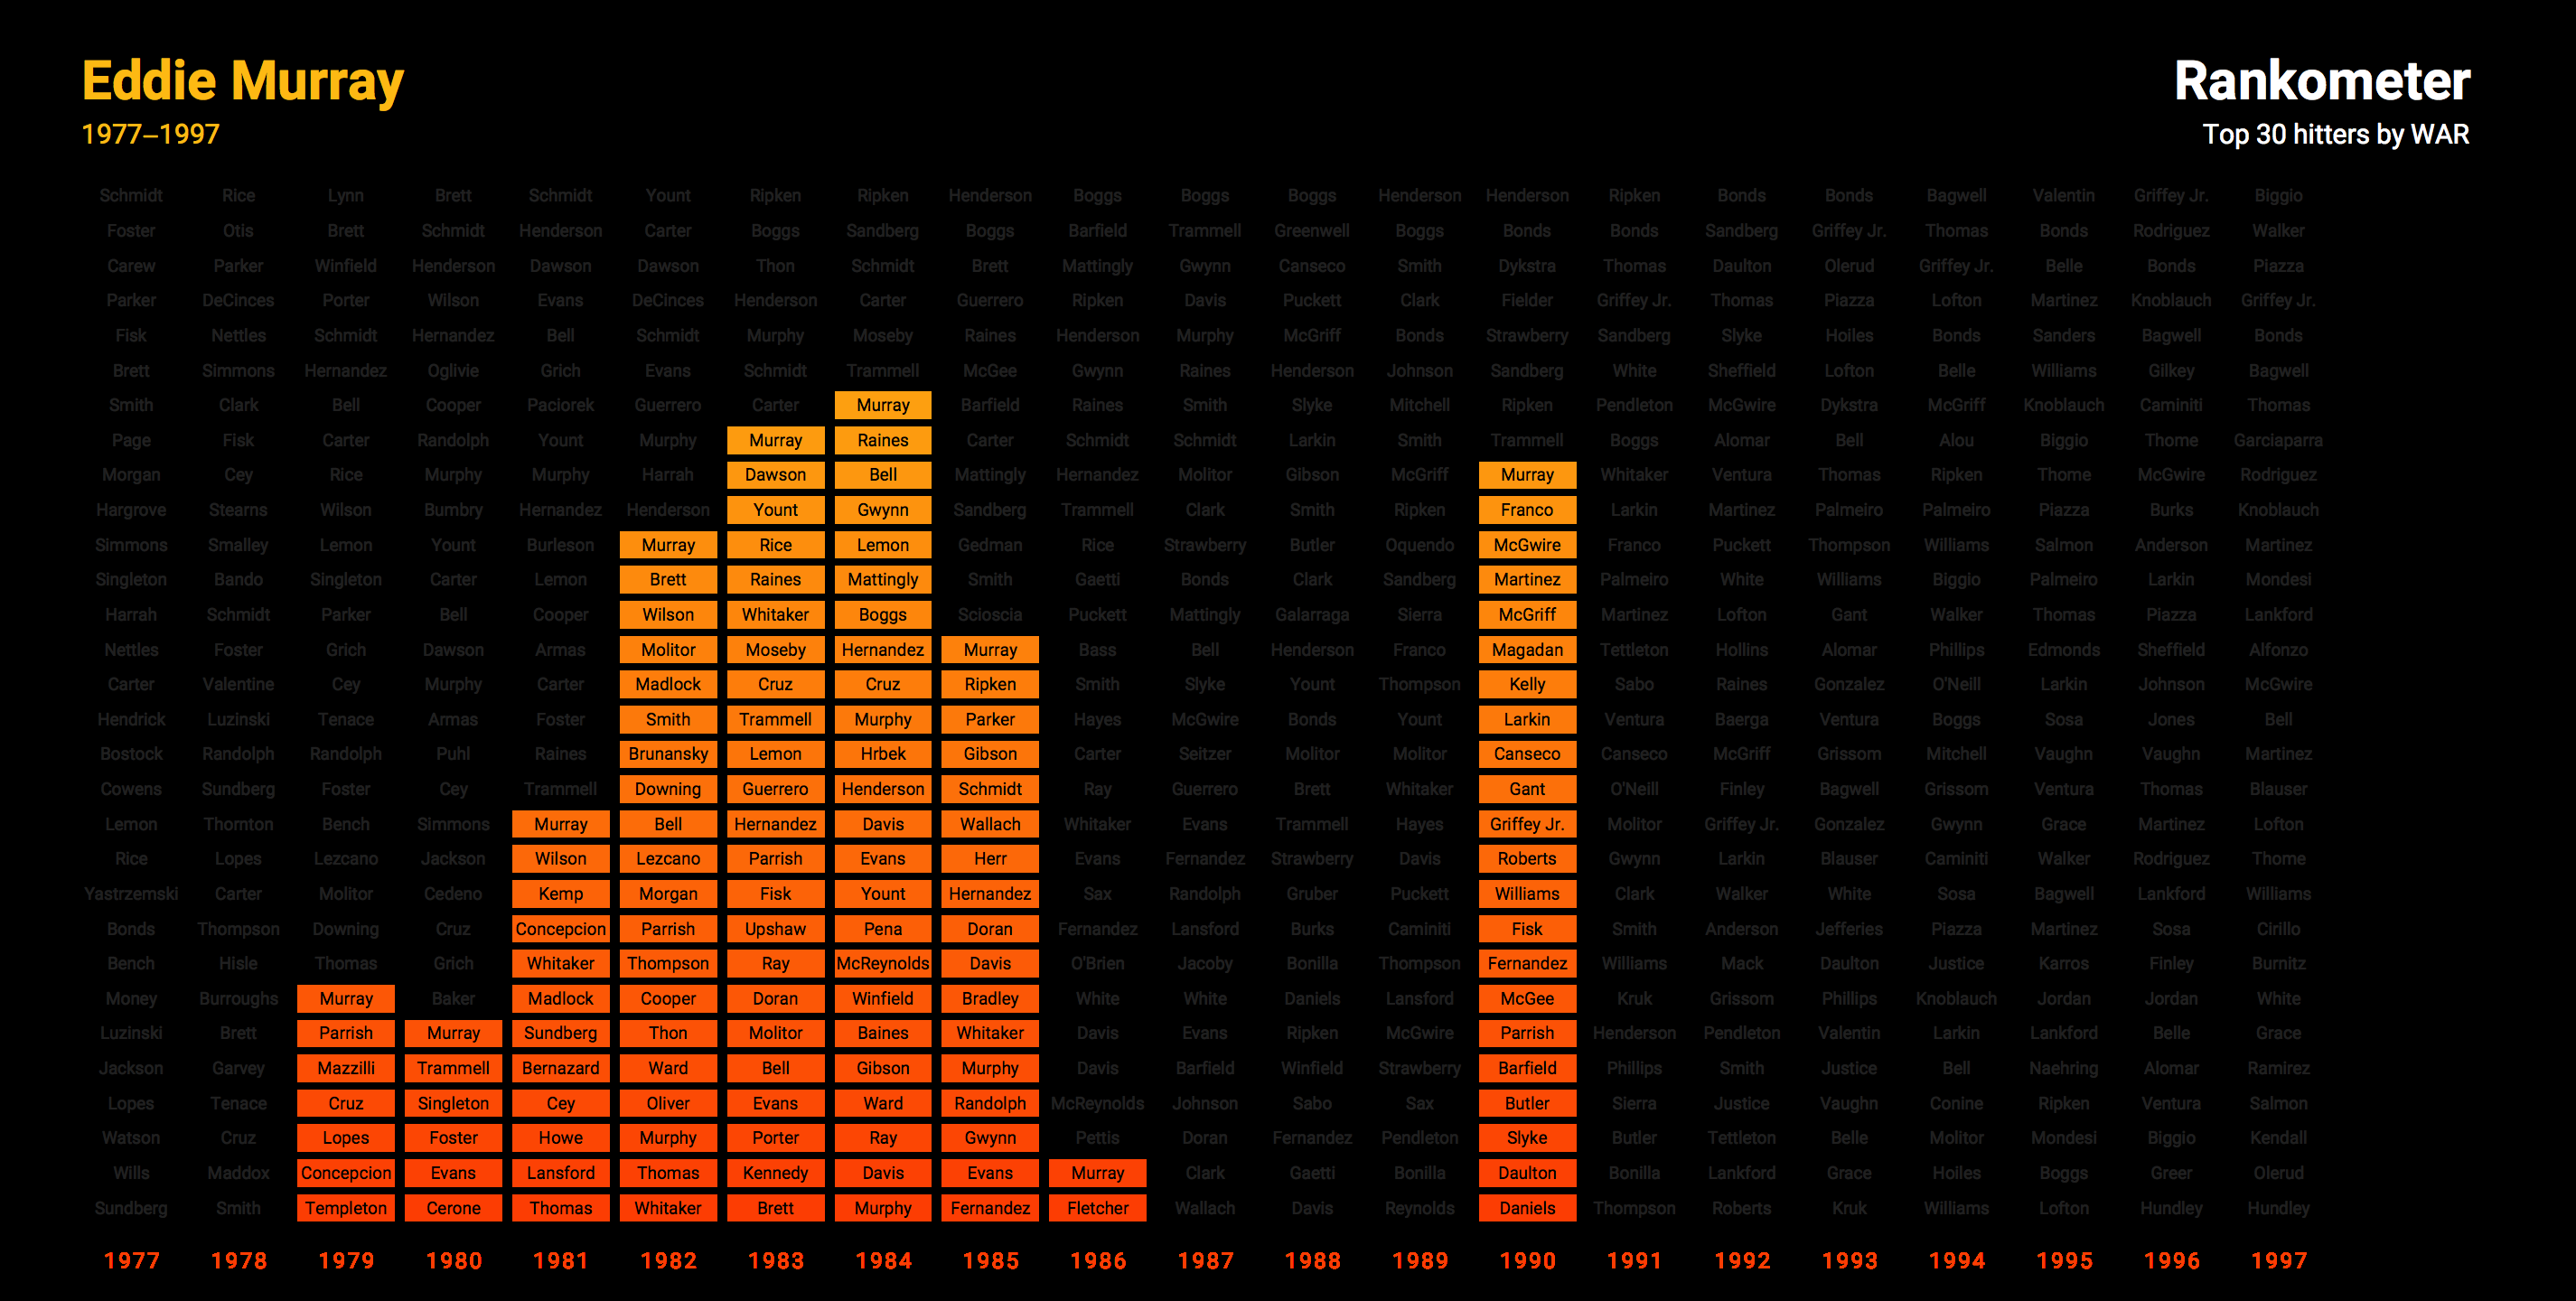 Eddie Murray
1977–1997
Rankometer
Top 30 hitters by WAR
Schmidt Rice Lynn Brett Schmidt Yount Ripken Ripken Henderson Boggs Boggs Boggs Henderson Henderson Ripken Bonds Bonds Bagwell Valentin Griffey Jr. Biggio
Foster Otis Brett Schmidt Henderson Carter Boggs Sandberg Boggs Barfield Trammell Greenwell Boggs Bonds Bonds Sandberg Griffey Jr. Thomas Bonds Rodriguez Walker
Carew Parker Winfield Henderson Dawson Dawson Thon Schmidt Brett Mattingly Gwynn Canseco Smith Dykstra Thomas Daulton Olerud Griffey Jr. Belle Bonds Piazza
Parker DeCinces Porter Wilson Evans DeCinces Henderson Carter Guerrero Ripken Davis Puckett Clark Fielder Griffey Jr. Thomas Piazza Lofton Martinez Knoblauch Griffey Jr.
Fisk Nettles Schmidt Hernandez Bell Schmidt Murphy Moseby Raines Henderson Murphy McGriff Bonds Strawberry Sandberg Slyke Hoiles Bonds Sanders Bagwell Bonds
Brett Simmons Hernandez Oglivie Grich Evans Schmidt Trammell McGee Gwynn Raines Henderson Johnson Sandberg White Sheffield Lofton Belle Williams Gilkey Bagwell
Smith Clark Bell Cooper Paciorek Guerrero Carter Murray Barfield Raines Smith Slyke Mitchell Ripken Pendleton McGwire Dykstra McGriff Knoblauch Caminiti Thomas
Page Fisk Carter Randolph Yount Murphy Murray Raines Carter Schmidt Schmidt Larkin Smith Trammell Boggs Alomar Bell Alou Biggio Thome Garciaparra
Morgan Cey Rice Murphy Murphy Harrah Dawson Bell Mattingly Hernandez Molitor Gibson McGriff Murray Whitaker Ventura Thomas Ripken Thome McGwire Rodriguez
Hargrove Stearns Wilson Bumbry Hernandez Henderson Yount Gwynn Sandberg Trammell Clark Smith Ripken Franco Larkin Martinez Palmeiro Palmeiro Piazza Burks Knoblauch
Simmons Smalley Lemon Yount Burleson Murray Rice Lemon Gedman Rice Strawberry Butler Oquendo McGwire Franco Puckett Thompson Williams Salmon Anderson Martinez
Singleton Bando Singleton Carter Lemon Brett Raines Mattingly Smith Gaetti Bonds Clark Sandberg Martinez Palmeiro White Williams Biggio Palmeiro Larkin Mondesi
Harrah Schmidt Parker Bell Cooper Wilson Whitaker Boggs Scioscia Puckett Mattingly Galarraga Sierra McGriff Martinez Lofton Gant Walker Thomas Piazza Lankford
Nettles Foster Grich Dawson Armas Molitor Moseby Hernandez Murray Bass Bell Henderson Franco Magadan Tettleton Hollins Alomar Phillips Edmonds Sheffield Alfonzo
Carter Valentine Cey Murphy Carter Madlock Cruz Cruz Ripken Smith Slyke Yount Thompson Kelly Sabo Raines Gonzalez O'Neill Larkin Johnson McGwire
Hendrick Luzinski Tenace Armas Foster Smith Trammell Murphy Parker Hayes McGwire Bonds Yount Larkin Ventura Baerga Ventura Boggs Sosa Jones Bell
Bostock Randolph Randolph Puhl Raines Brunansky Lemon Hrbek Gibson Carter Seitzer Molitor Molitor Canseco Canseco McGriff Grissom Mitchell Vaughn Vaughn Martinez
Cowens Sundberg Foster Cey Trammell Downing Guerrero Henderson Schmidt Ray Guerrero Brett Whitaker Gant O'Neill Finley Bagwell Grissom Ventura Thomas Blauser
Lemon Thornton Bench Simmons Murray Bell Hernandez Davis Wallach Whitaker Evans Trammell Hayes Griffey Jr. Molitor Griffey Jr. Gonzalez Gwynn Grace Martinez Lofton
Rice Lopes Lezcano Jackson Wilson Lezcano Parrish Evans Herr Evans Fernandez Strawberry Davis Roberts Gwynn Larkin Blauser Caminiti Walker Rodriguez Thome
Yastrzemski Carter Molitor Cedeno Kemp Morgan Fisk Yount Hernandez Sax Randolph Gruber Puckett Williams Clark Walker White Sosa Bagwell Lankford Williams
Bonds Thompson Downing Cruz Concepcion Parrish Upshaw Pena Doran Fernandez Lansford Burks Caminiti Fisk Smith Anderson Jefferies Piazza Martinez Sosa Cirillo
Bench Hisle Thomas Grich Whitaker Thompson Ray McReynolds Davis O'Brien Jacoby Bonilla Thompson Fernandez Williams Mack Daulton Justice Karros Finley Burnitz
Money Burroughs Murray Baker Madlock Cooper Doran Winfield Bradley White White Daniels Lansford McGee Kruk Grissom Phillips Knoblauch Jordan Jordan White
Luzinski Brett Parrish Murray Sundberg Thon Molitor Baines Whitaker Davis Evans Ripken McGwire Parrish Henderson Pendleton Valentin Larkin Lankford Belle Grace
Jackson Garvey Mazzilli Trammell Bernazard Ward Bell Gibson Murphy Davis Barfield Winfield Strawberry Barfield Phillips Smith Justice Bell Naehring Alomar Ramirez
Lopes Tenace Cruz Singleton Cey Oliver Evans Ward Randolph McReynolds Johnson Sabo Sax Butler Sierra Justice Vaughn Conine Ripken Ventura Salmon
Watson Cruz Lopes Foster Howe Murphy Porter Ray Gwynn Pettis Doran Fernandez Pendleton Slyke Butler Tettleton Belle Molitor Mondesi Biggio Kendall
Wills Maddox Concepcion Evans Lansford Thomas Kennedy Davis Evans Murray Clark Gaetti Bonilla Daulton Bonilla Lankford Grace Hoiles Boggs Greer Olerud
Sundberg Smith Templeton Cerone Thomas Whitaker Brett Murphy Fernandez Fletcher Wallach Davis Reynolds Daniels Thompson Roberts Kruk Williams Lofton Hundley Hundley
1977 1978 1979 1980 1981 1982 1983 1984 1985 1986 1987 1988 1989 1990 1991 1992 1993 1994 1995 1996 1997